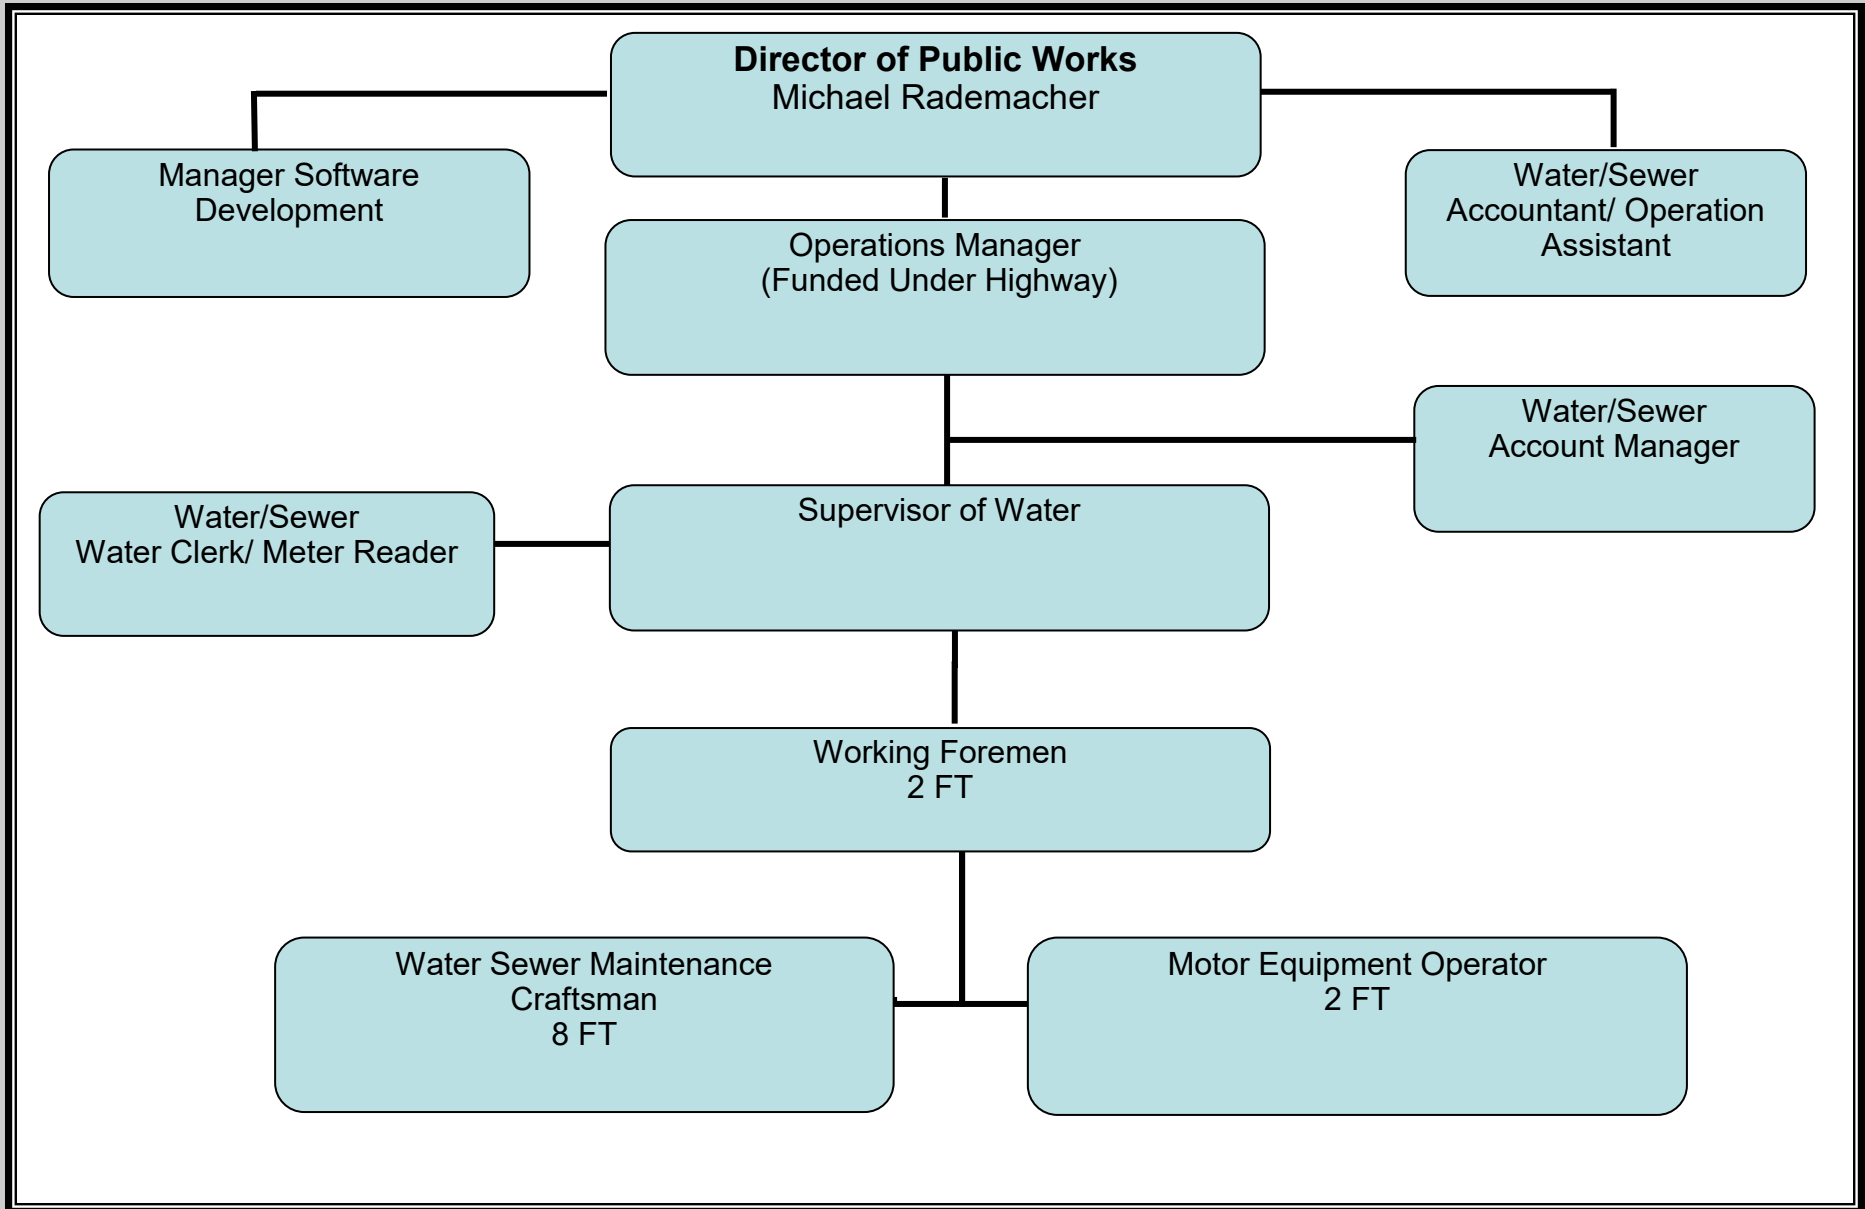 Director of Public Works
Michael Rademacher
Manager Software
Development
Water/Sewer
Accountant/ Operation
Assistant
Operations Manager
(Funded Under Highway)
Water/Sewer
Account Manager
Water/Sewer
Water Clerk/ Meter Reader
Supervisor of Water
Working Foremen
2 FT
Water Sewer Maintenance
Craftsman
8 FT
Motor Equipment Operator
2 FT